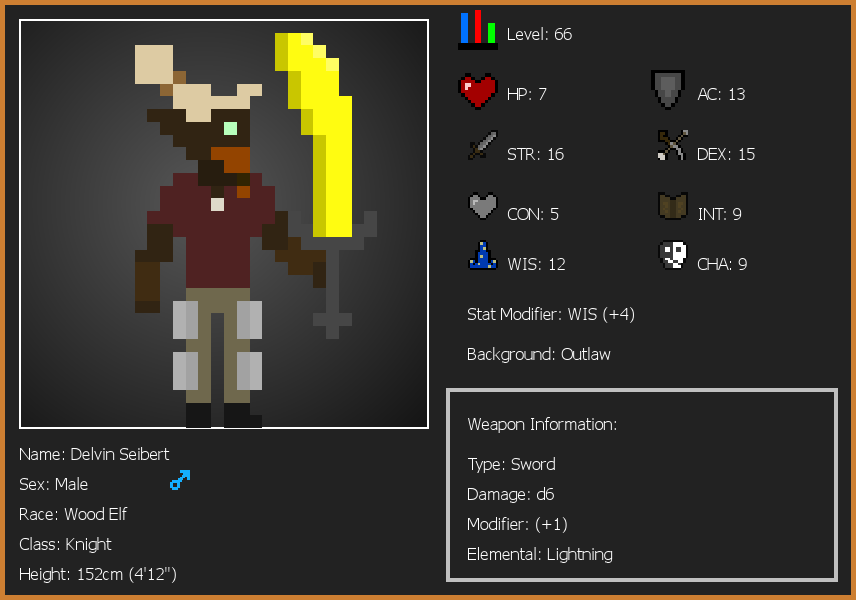 Level: 66
HP: 7
AC: 13
STR: 16
DEX: 15
CON: 5
INT: 9
WIS: 12
CHA: 9
Stat Modifier: WIS (+4)
Background: Outlaw
Weapon Information:
Type: Sword
Damage: d6
Modifier: (+1)
Elemental: Lightning
Name: Delvin Seibert
Sex: Male
Race: Wood Elf
Class: Knight
Height: 152cm (4'12")